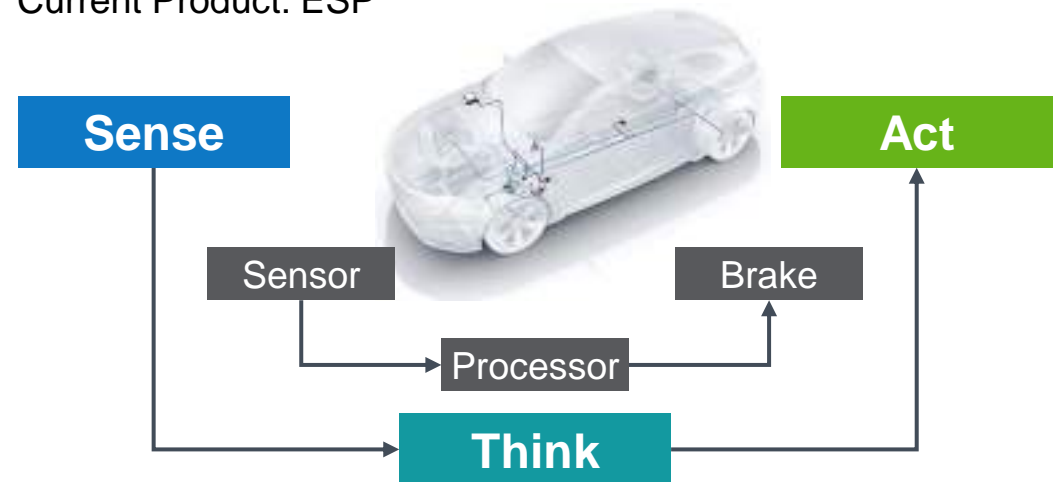 Current Product: ESP
Sense
Act
Sensor
Brake
Processor
Think